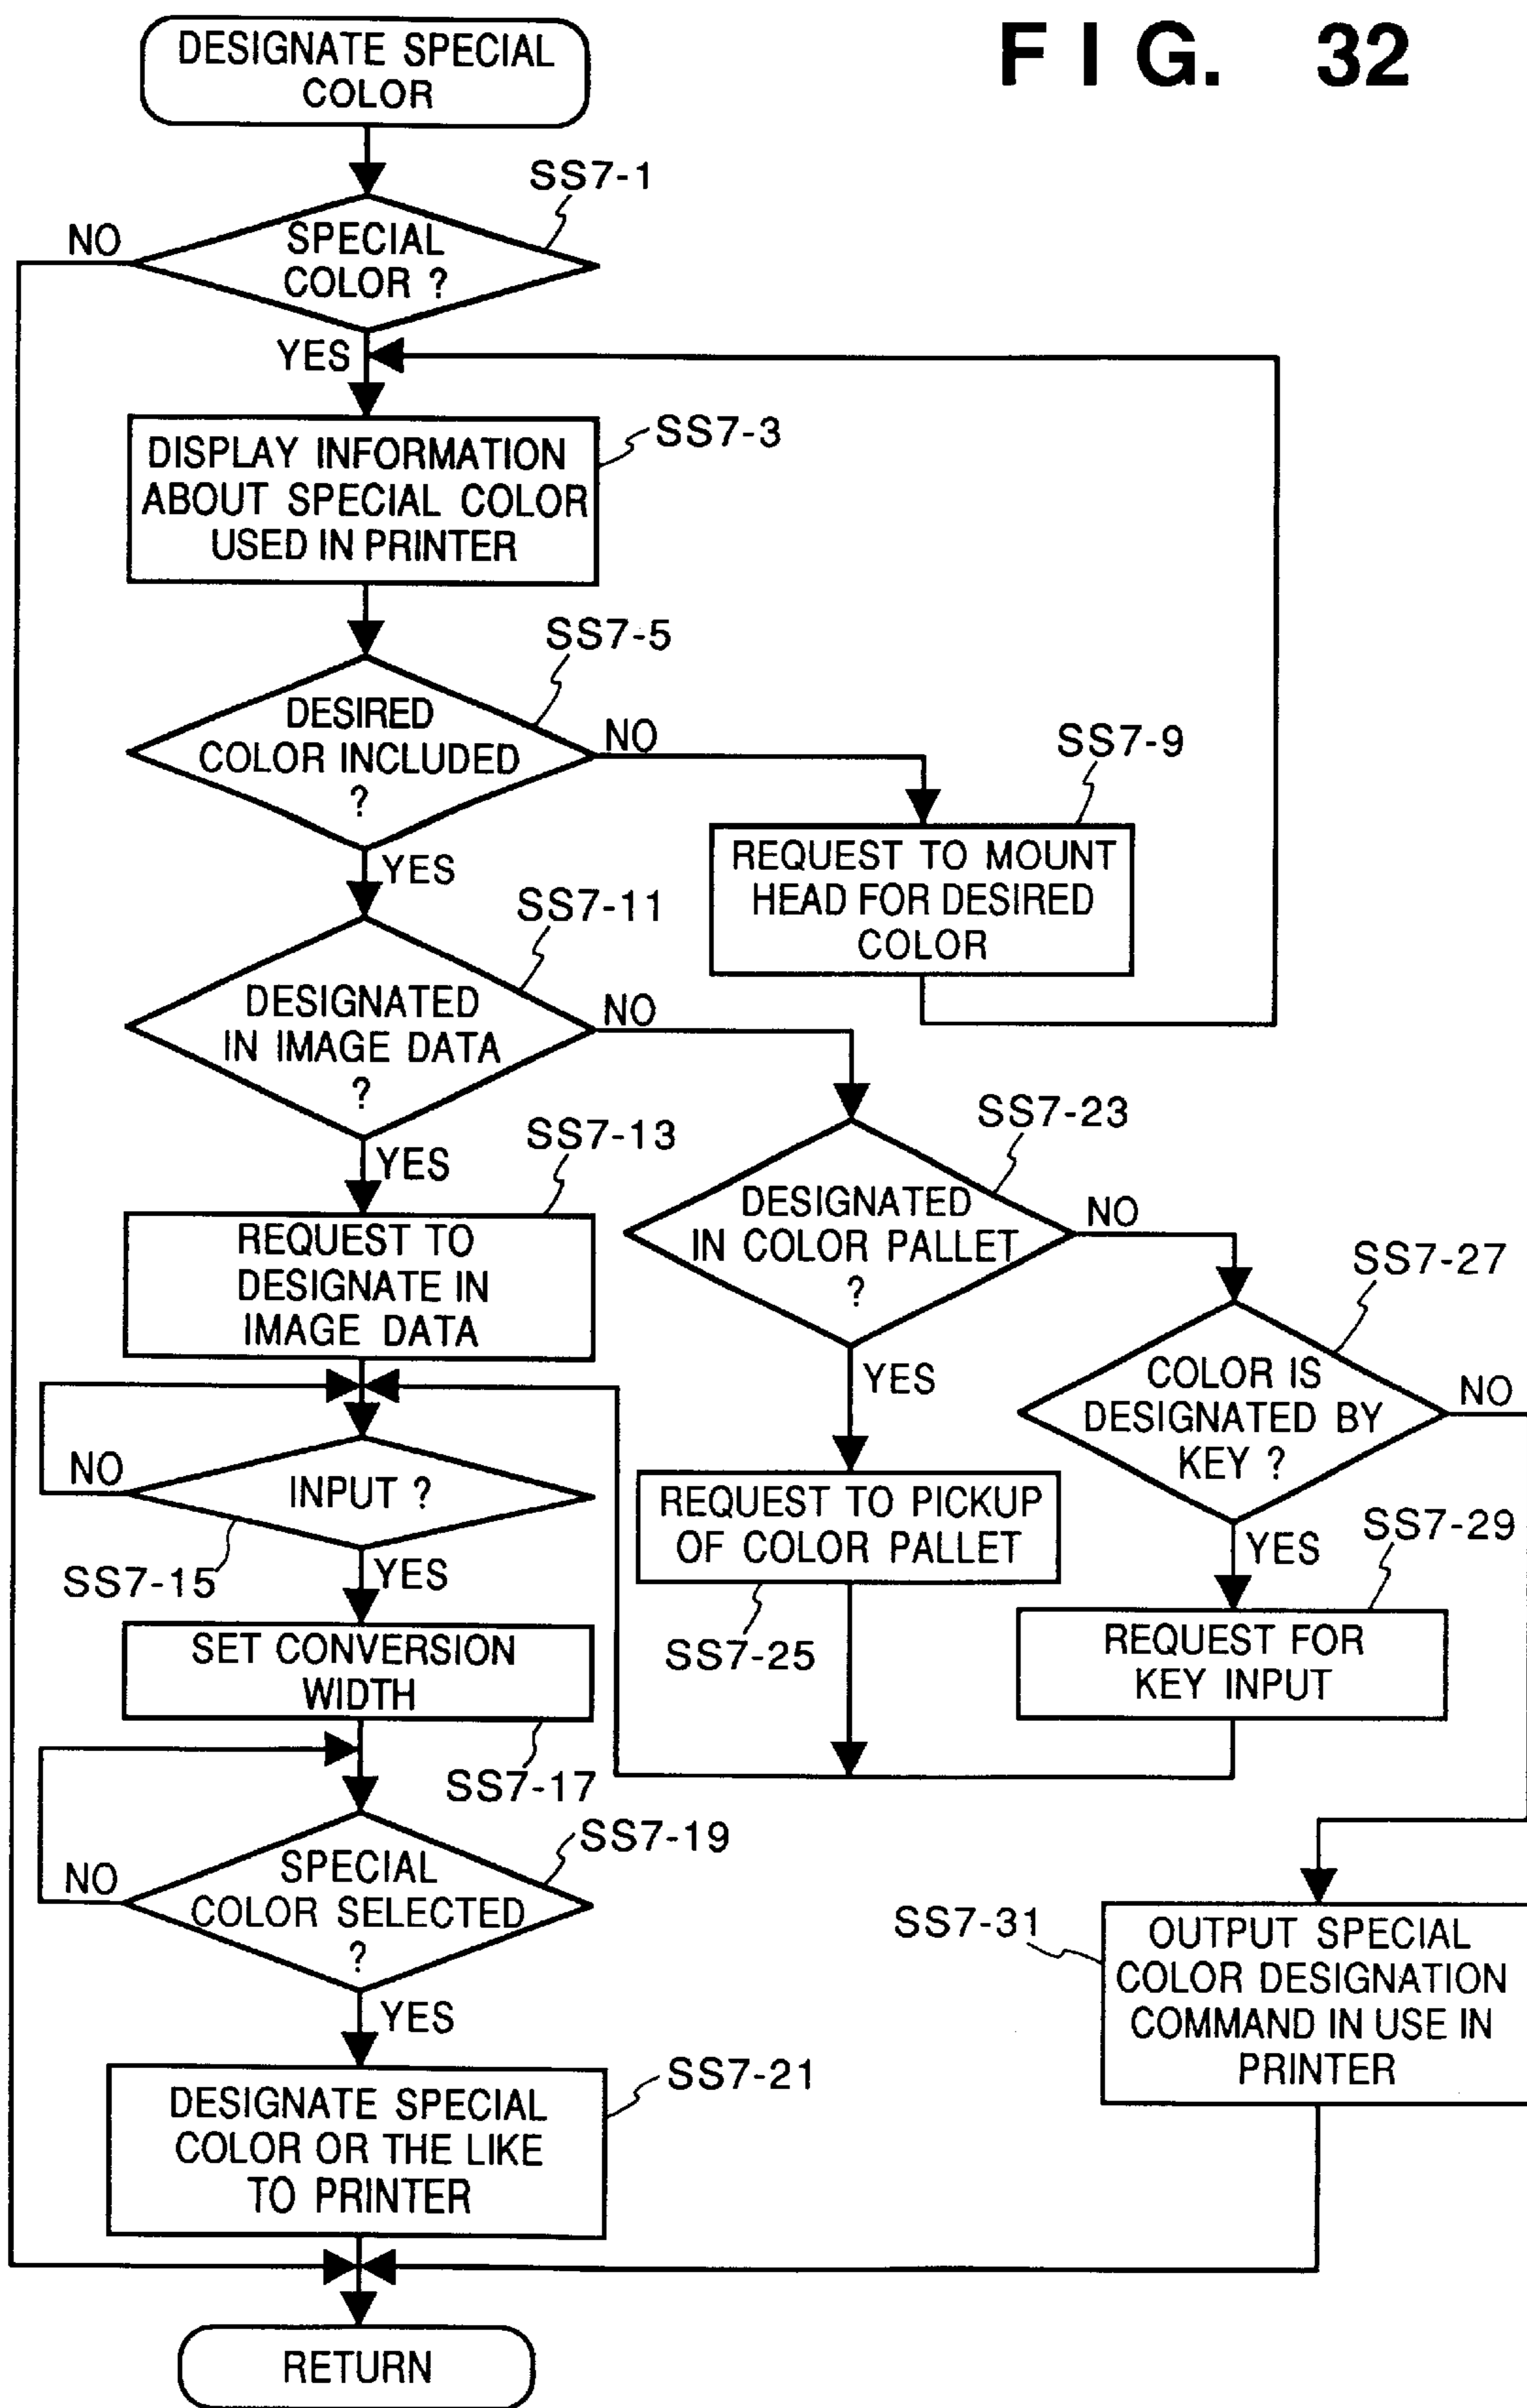 FIG. 32
DESIGNATE SPECIAL
COLOR
SS7-1
NO
SPECIAL
COLOR ?
YES
DISPLAY INFORMATION
ABOUT SPECIAL COLOR
USED IN PRINTER
SS7-3
SS7-5
DESIRED
COLOR INCLUDED
?
NO
YES
SS7-9
REQUEST TO MOUNT
HEAD FOR DESIRED
COLOR
SS7-11
DESIGNATED
IN IMAGE DATA
?
NO
YES
SS7-13
REQUEST TO
DESIGNATE IN
IMAGE DATA
SS7-23
DESIGNATED
IN COLOR PALLET
?
NO
YES
SS7-27
COLOR IS
DESIGNATED BY
KEY ?
NO
YES
INPUT ?
NO
SS7-15
YES
REQUEST TO PICKUP
OF COLOR PALLET
SS7-25
SS7-29
REQUEST FOR
KEY INPUT
SET CONVERSION
WIDTH
SS7-17
SS7-19
SPECIAL
COLOR SELECTED
?
NO
YES
SS7-31
OUTPUT SPECIAL
COLOR DESIGNATION
COMMAND IN USE IN
PRINTER
DESIGNATE SPECIAL
COLOR OR THE LIKE
TO PRINTER
SS7-21
RETURN